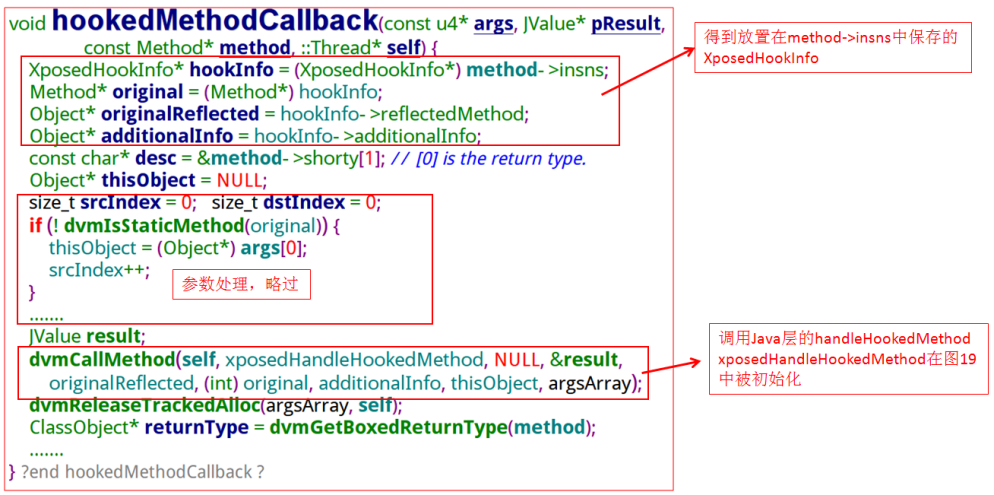 void hookedMethodCallback(const u4* args, JValue* pResult,
const Method* method, ::Thread* self) {
XposedHookInfo* hookInfo = (XposedHookInfo*) method- >insns;
Method* original = (Method*) hookInfo;
Object* originalReflected = hookInfo- >reflectedMethod;
Object* additionalInfo = hookInfo- >additionalInfo;
const char* desc = &method- >shorty[1]; // [0] is the return type.
Object* thisObject = NULL;
size_t srcIndex = 0; size_t dstIndex = 0;
if (! dvmIsStaticMethod(original)) {
thisObject = (Object*) args[0];
srcIndex++;
}
.......
JValue result;
dvmCallMethod(self, xposedHandleHookedMethod, NULL, &result,
originalReflected, (int) original, additionalInfo, thisObject, argsArray);
dvmReleaseTrackedAlloc(argsArray, self);
ClassObject* returnType = dvmGetBoxedReturnType(method);
.......
} ?end hookedMethodCallback ?
得到放置在method->insns中保存的
XposedHookInfo
参数处理，略过
调用Java层的handleHookedMethod
xposedHandleHookedMethod在图19
中被初始化